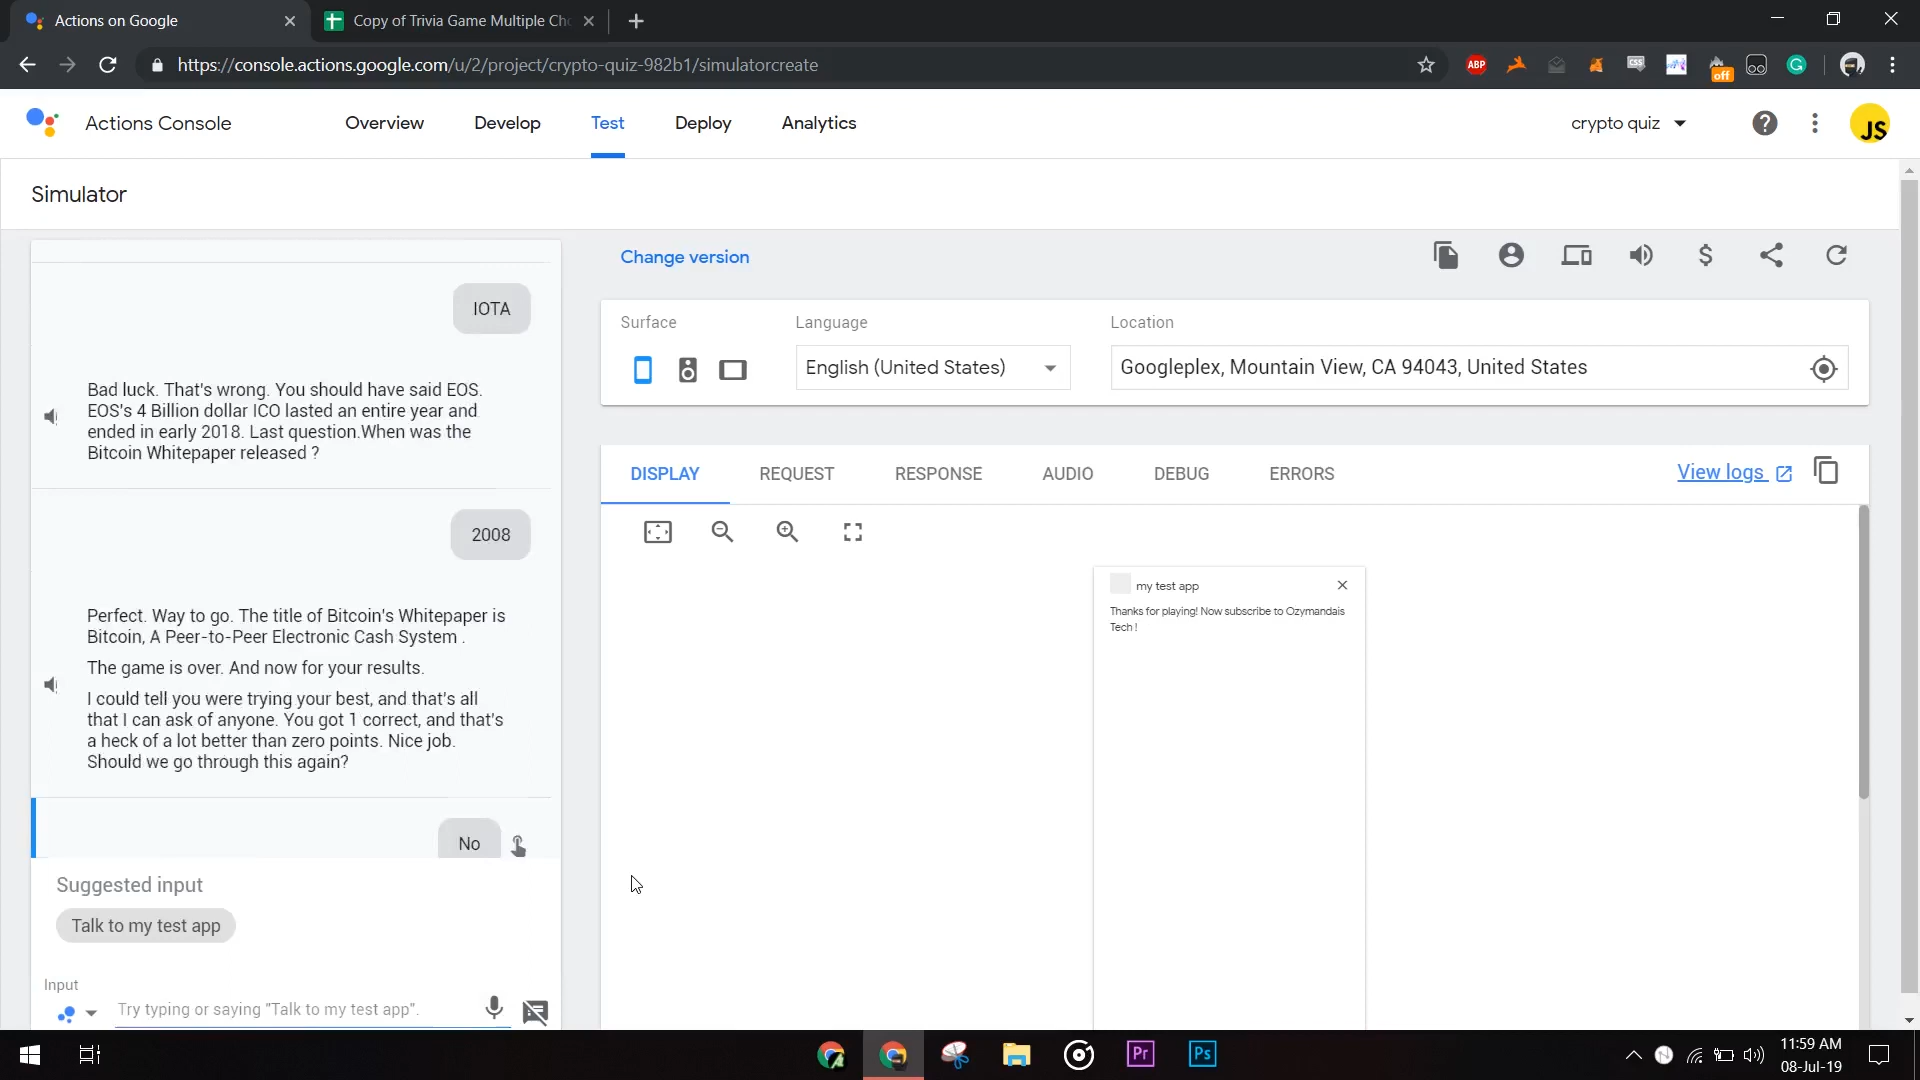 Actions on Google
Copy of Trivia Game Multiple Cho
https://console.actions.google.com/u/2/project/crypto-quiz-982b1/simulatorcreate
ABP
CSS
off
Actions Console
Overview
Develop
Test
Deploy
Analytics
crypto quiz
JS
Simulator
IOTA
Bad luck. That's wrong. You should have said EOS.
EOS's 4 Billion dollar ICO lasted an entire year and
ended in early 2018. Last question.When was the
Bitcoin Whitepaper released ?
2008
Perfect. Way to go. The title of Bitcoin's Whitepaper is
Bitcoin, A Peer-to-Peer Electronic Cash System .
The game is over. And now for your results.
I could tell you were trying your best, and that's all
that I can ask of anyone. You got 1 correct, and that's
a heck of a lot better than zero points. Nice job.
Should we go through this again?
No
Suggested input
Talk to my test app
Input
Try typing or saying "Talk to my test app".
Change version
Surface
Language
Location
English (United States)
Googleplex, Mountain View, CA 94043, United States
DISPLAY
REQUEST
RESPONSE
AUDIO
DEBUG
ERRORS
View logs
my test app
Thanks for playing! Now subscribe to Ozymandais
Tech !
Pr
Ps
11:59 AM
08-Jul-19